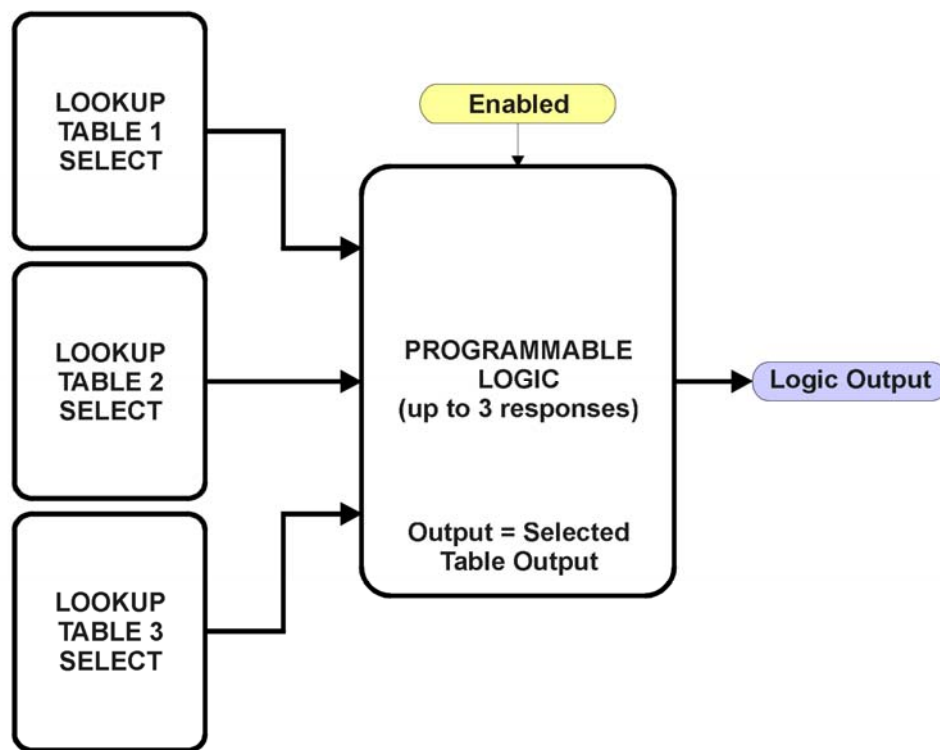 LOOKUP
TABLE 1
SELECT
Enabled
LOOKUP
TABLE 2
SELECT
PROGRAMMABLE
LOGIC
(up to 3 responses)
Output = Selected
Table Output
Logic Output
LOOKUP
TABLE 3
SELECT